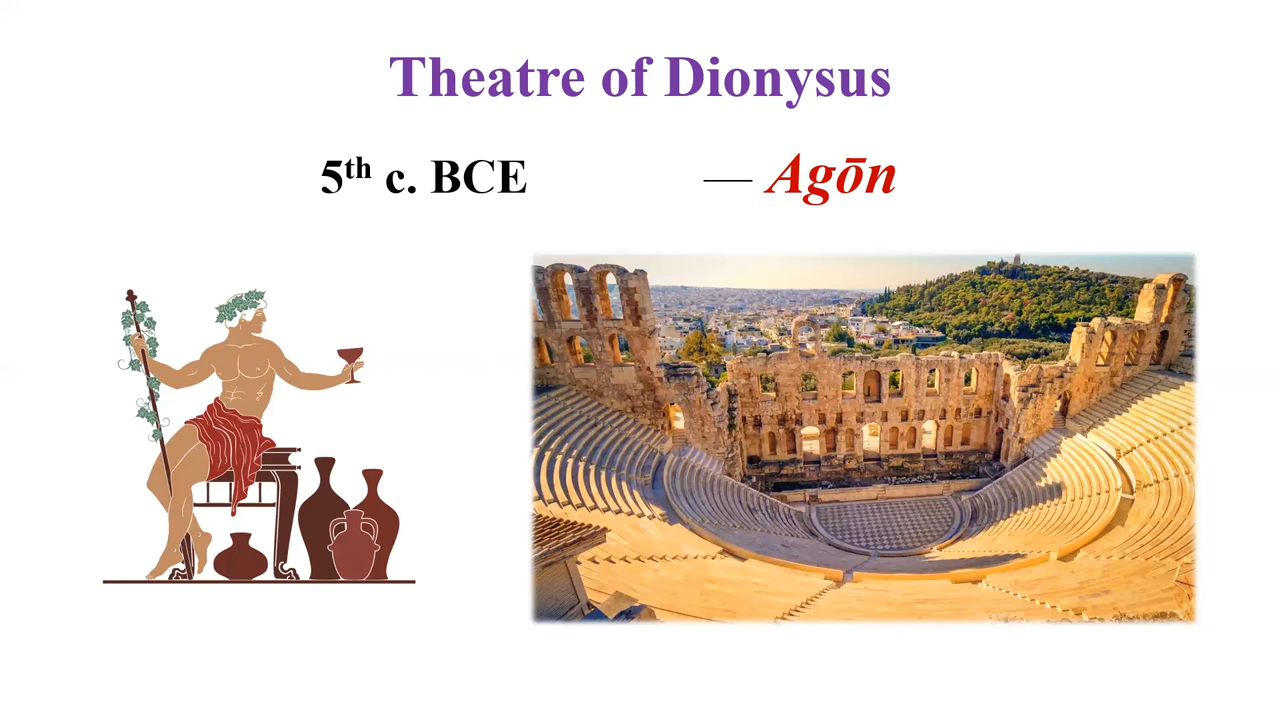 Theatre of Dionysus
5th c. BCE — Agōn